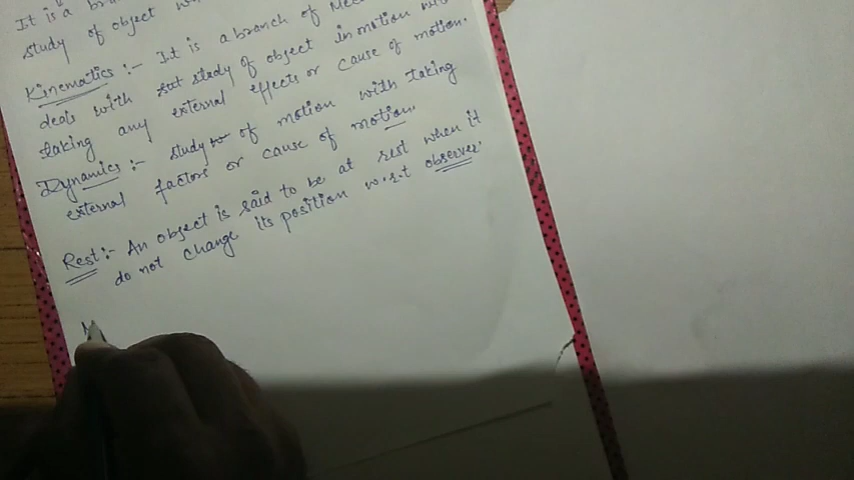 It is a
study of object
Kinematics :- It is a branch of
deals with study of object in motion
taking any external effects or cause of motion.
Dynamics :- study of motion with taking
external factors or cause of motion.
Rest :- An object is said to be at rest when it
do not change its position w.r.t observer.